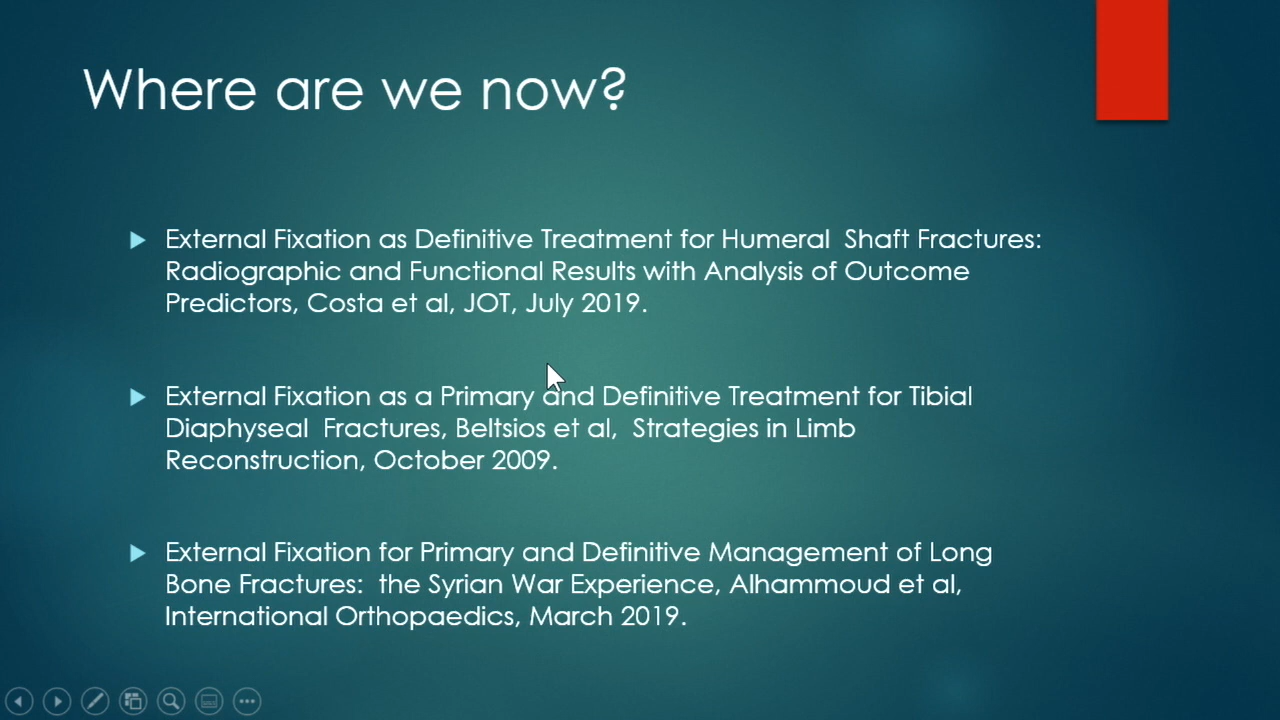 Where are we now?
External Fixation as Definitive Treatment for Humeral  Shaft Fractures:
Radiographic and Functional Results with Analysis of Outcome
Predictors, Costa et al, JOT, July 2019.
External Fixation as a Primary and Definitive Treatment for Tibial
Diaphyseal  Fractures, Beltsios et al,  Strategies in Limb
Reconstruction, October 2009.
External Fixation for Primary and Definitive Management of Long
Bone Fractures:  the Syrian War Experience, Alhammoud et al,
International Orthopaedics, March 2019.